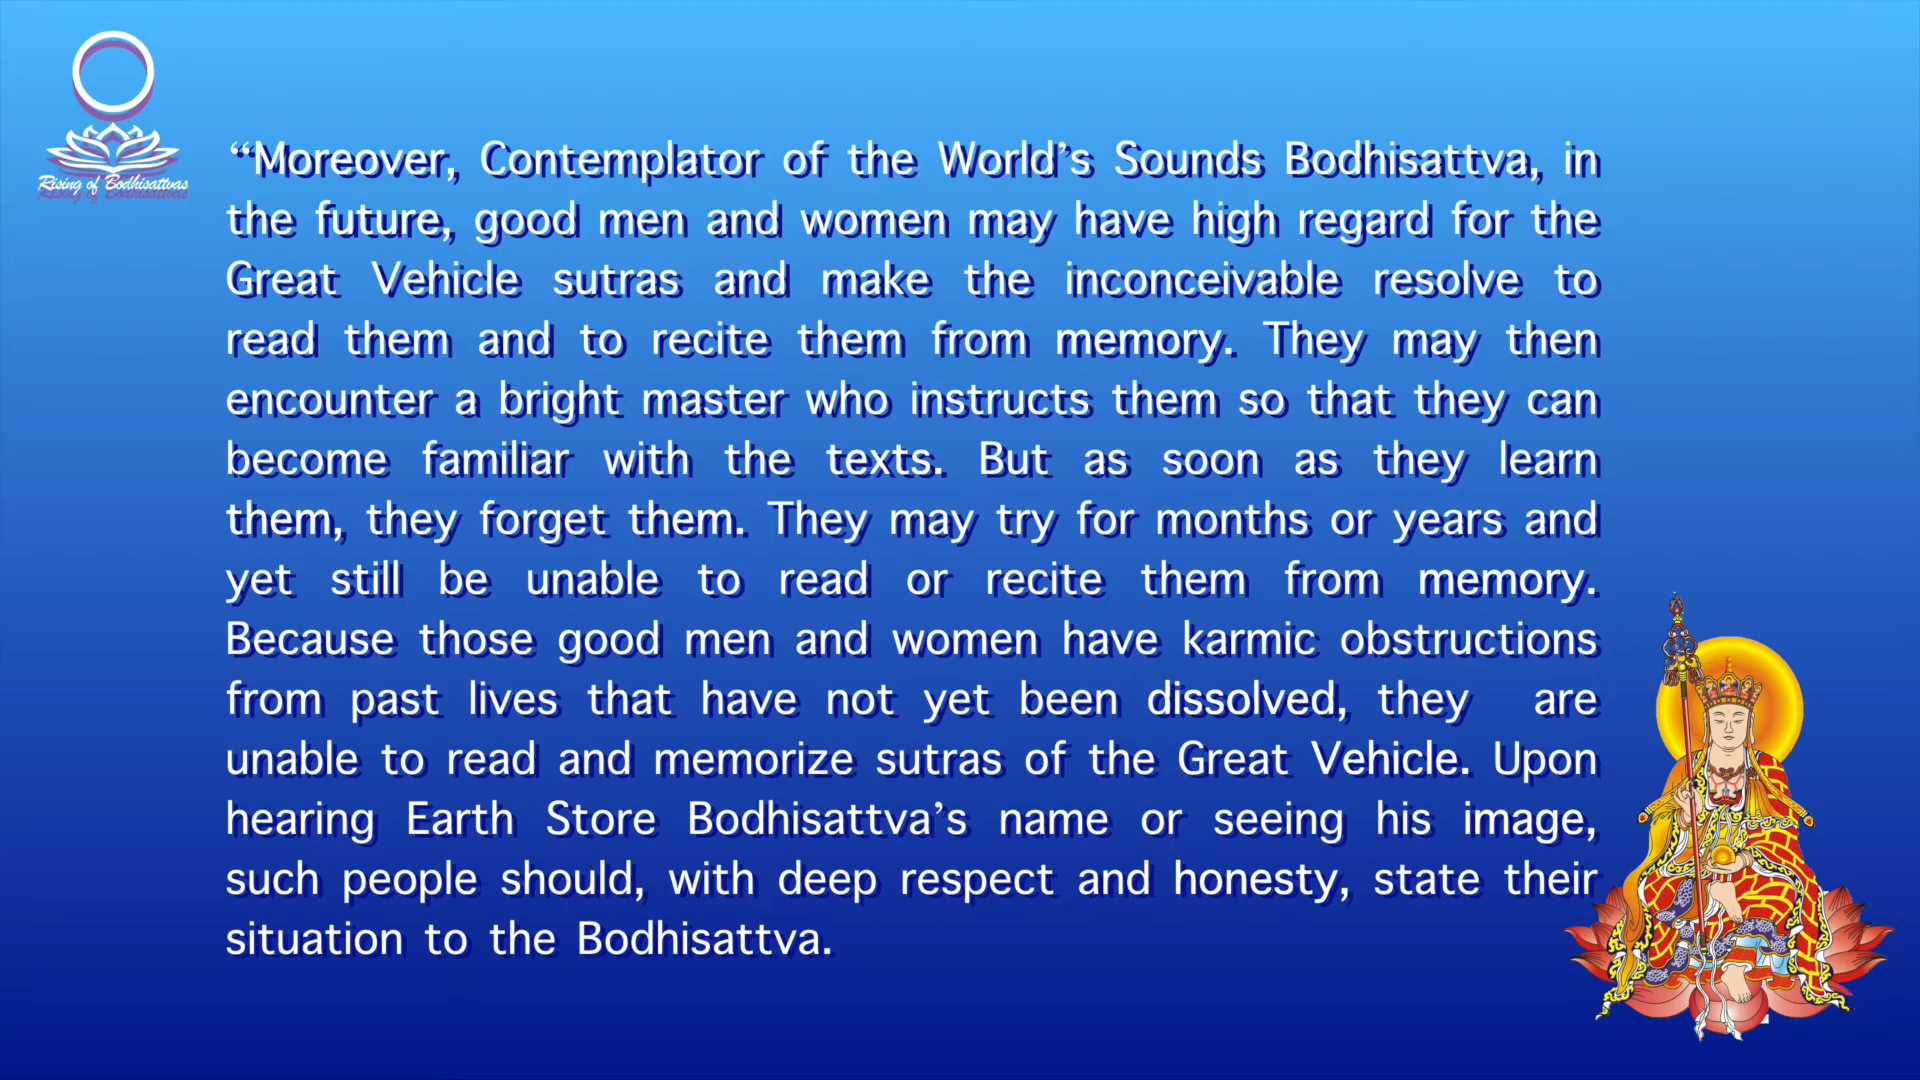 Rising of Bodhisattvas
“Moreover, Contemplator of the World’s Sounds Bodhisattva, in
the future, good men and women may have high regard for the
Great Vehicle sutras and make the inconceivable resolve to
read them and to recite them from memory. They may then
encounter a bright master who instructs them so that they can
become familiar with the texts. But as soon as they learn
them, they forget them. They may try for months or years and
yet still be unable to read or recite them from memory.
Because those good men and women have karmic obstructions
from past lives that have not yet been dissolved, they are
unable to read and memorize sutras of the Great Vehicle. Upon
hearing Earth Store Bodhisattva’s name or seeing his image,
such people should, with deep respect and honesty, state their
situation to the Bodhisattva.